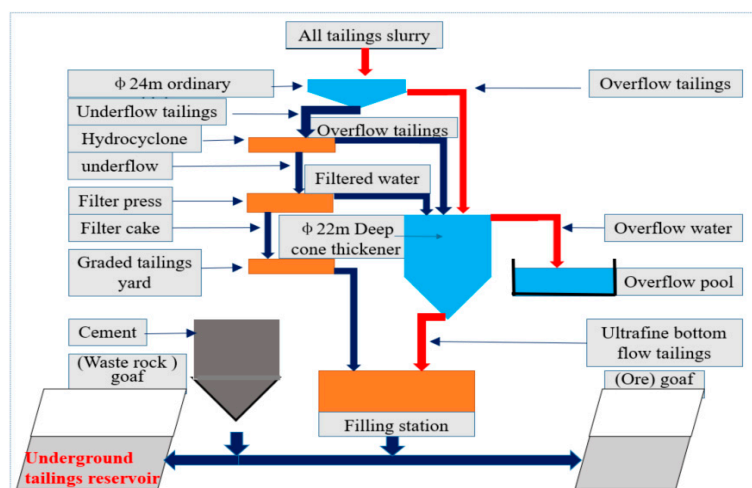 All tailings slurry
ϕ 24m ordinary
Overflow tailings
Underflow tailings
Overflow tailings
Hydrocyclone
underflow
Filtered water
Filter press
Filter cake
ϕ 22m Deep
cone thickener
Overflow water
Graded tailings
yard
Overflow pool
Cement
Ultrafine bottom
flow tailings
(Waste rock )
goaf
(Ore) goaf
Filling station
Underground
tailings reservoir